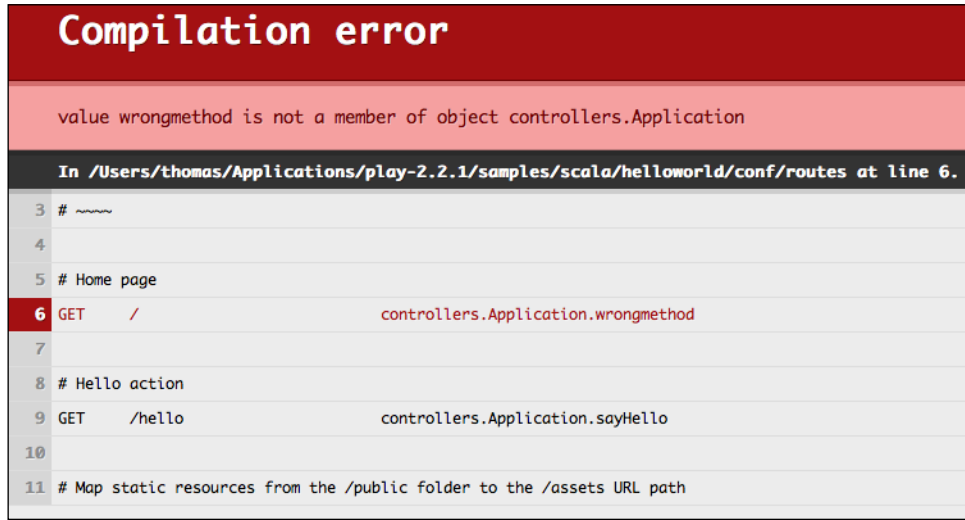 Compilation error
value wrongmethod is not a member of object controllers.Application
In /Users/thomas/Applications/play-2.2.1/samples/scala/helloworld/conf/routes at line 6.
3 # ~~~~
4
5 # Home page
6 GET / controllers.Application.wrongmethod
7
8 # Hello action
9 GET /hello controllers.Application.sayHello
10
11 # Map static resources from the /public folder to the /assets URL path